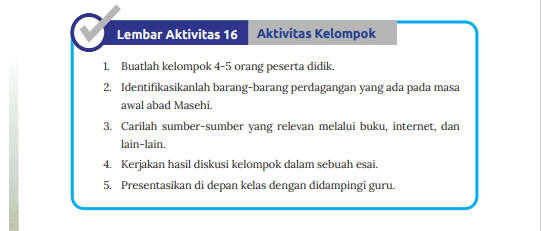 Lembar Aktivitas 16 Aktivitas Kelompok
1. Buatlah kelompok 4-5 orang peserta didik.
2. Identifikasikanlah barang-barang perdagangan yang ada pada masa
awal abad Masehi.
3. Carilah sumber-sumber yang relevan melalui buku, internet, dan
lain-lain.
4. Kerjakan hasil diskusi kelompok dalam sebuah esai.
5. Presentasikan di depan kelas dengan didampingi guru.